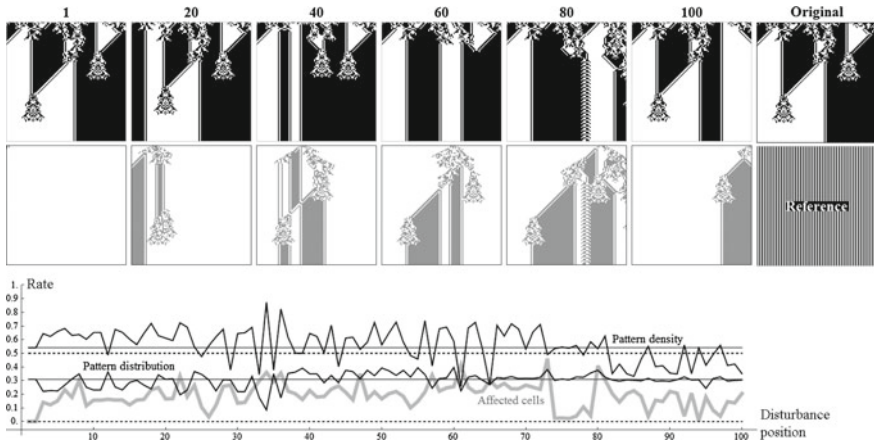 1 20 40 60 80 100 Original
Reference
Rate
1.
0.9
0.8
0.7
0.6
0.5
0.4
0.3
0.2
0.1
0.
Pattern density
Pattern distribution
Affected cells
Disturbance
position
10 20 30 40 50 60 70 80 90 100